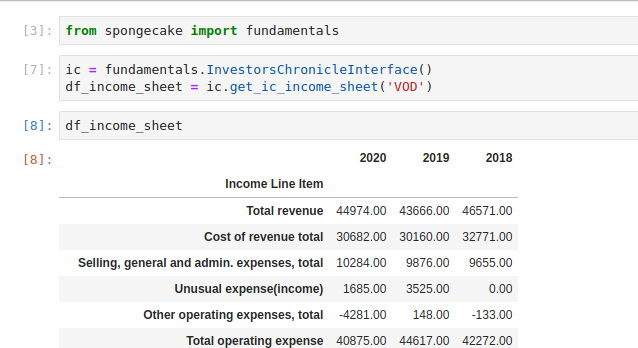 [3]: from spongecake import fundamentals
[7]: ic = fundamentals.InvestorsChronicleInterface()
df_income_sheet = ic.get_ic_income_sheet('VOD')
[8]: df_income_sheet
[8]: 2020 2019 2018
Income Line Item
Total revenue 44974.00 43666.00 46571.00
Cost of revenue total 30682.00 30160.00 32771.00
Selling, general and admin. expenses, total 10284.00 9876.00 9655.00
Unusual expense(income) 1685.00 3525.00 0.00
Other operating expenses, total -4281.00 148.00 -133.00
Total operating expense 40875.00 44617.00 42272.00